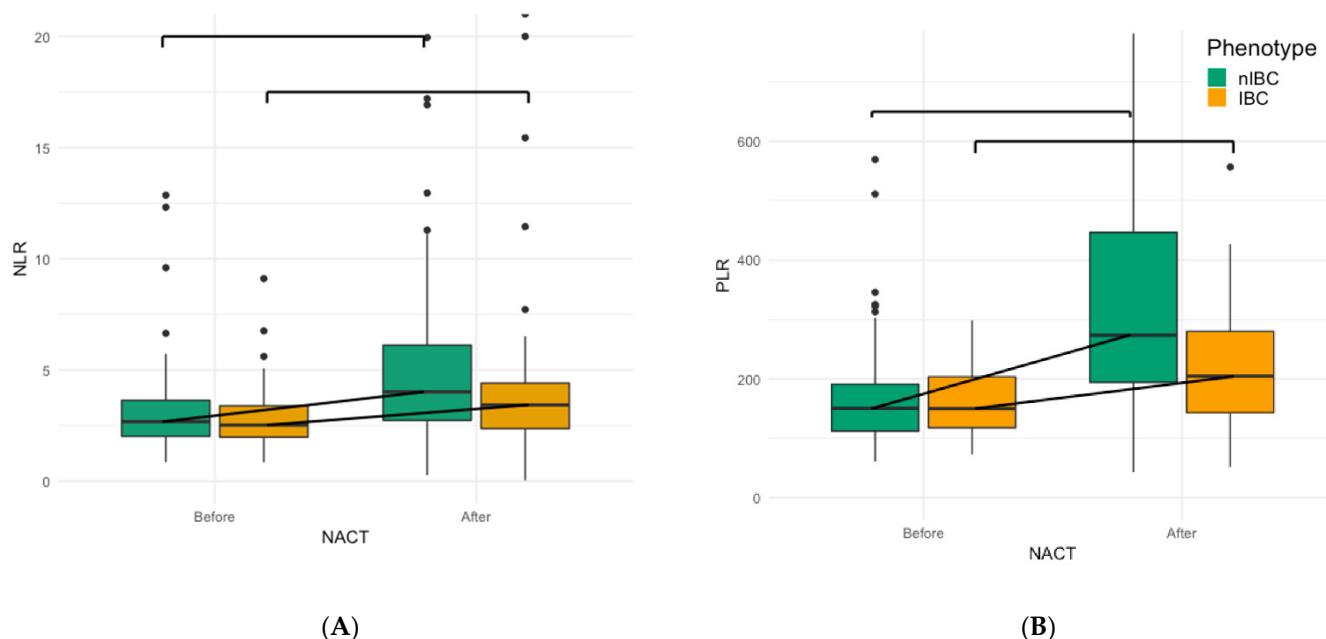 20
15
10
5
0
NLR
Before
After
NACT
(A)
Phenotype
nIBC
IBC
600
400
200
0
PLR
Before
After
NACT
(B)